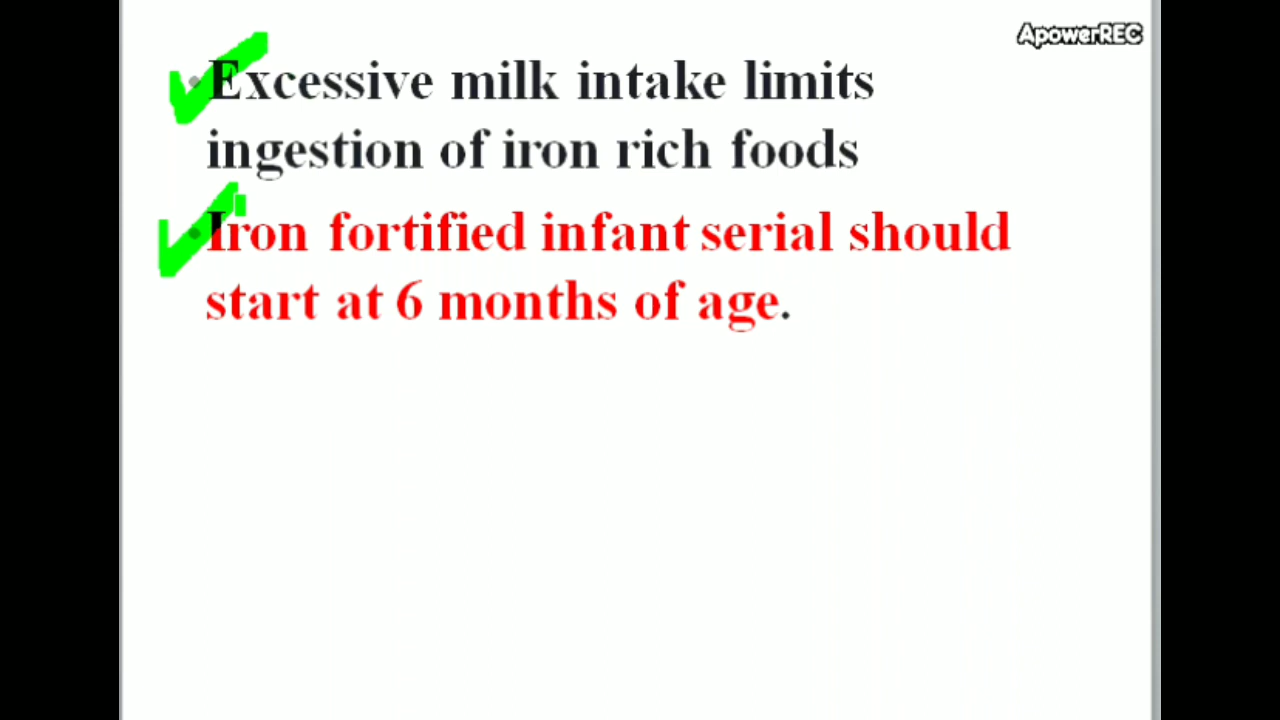 ApowerREC
• Excessive milk intake limits
ingestion of iron rich foods
• Iron fortified infant serial should
start at 6 months of age.